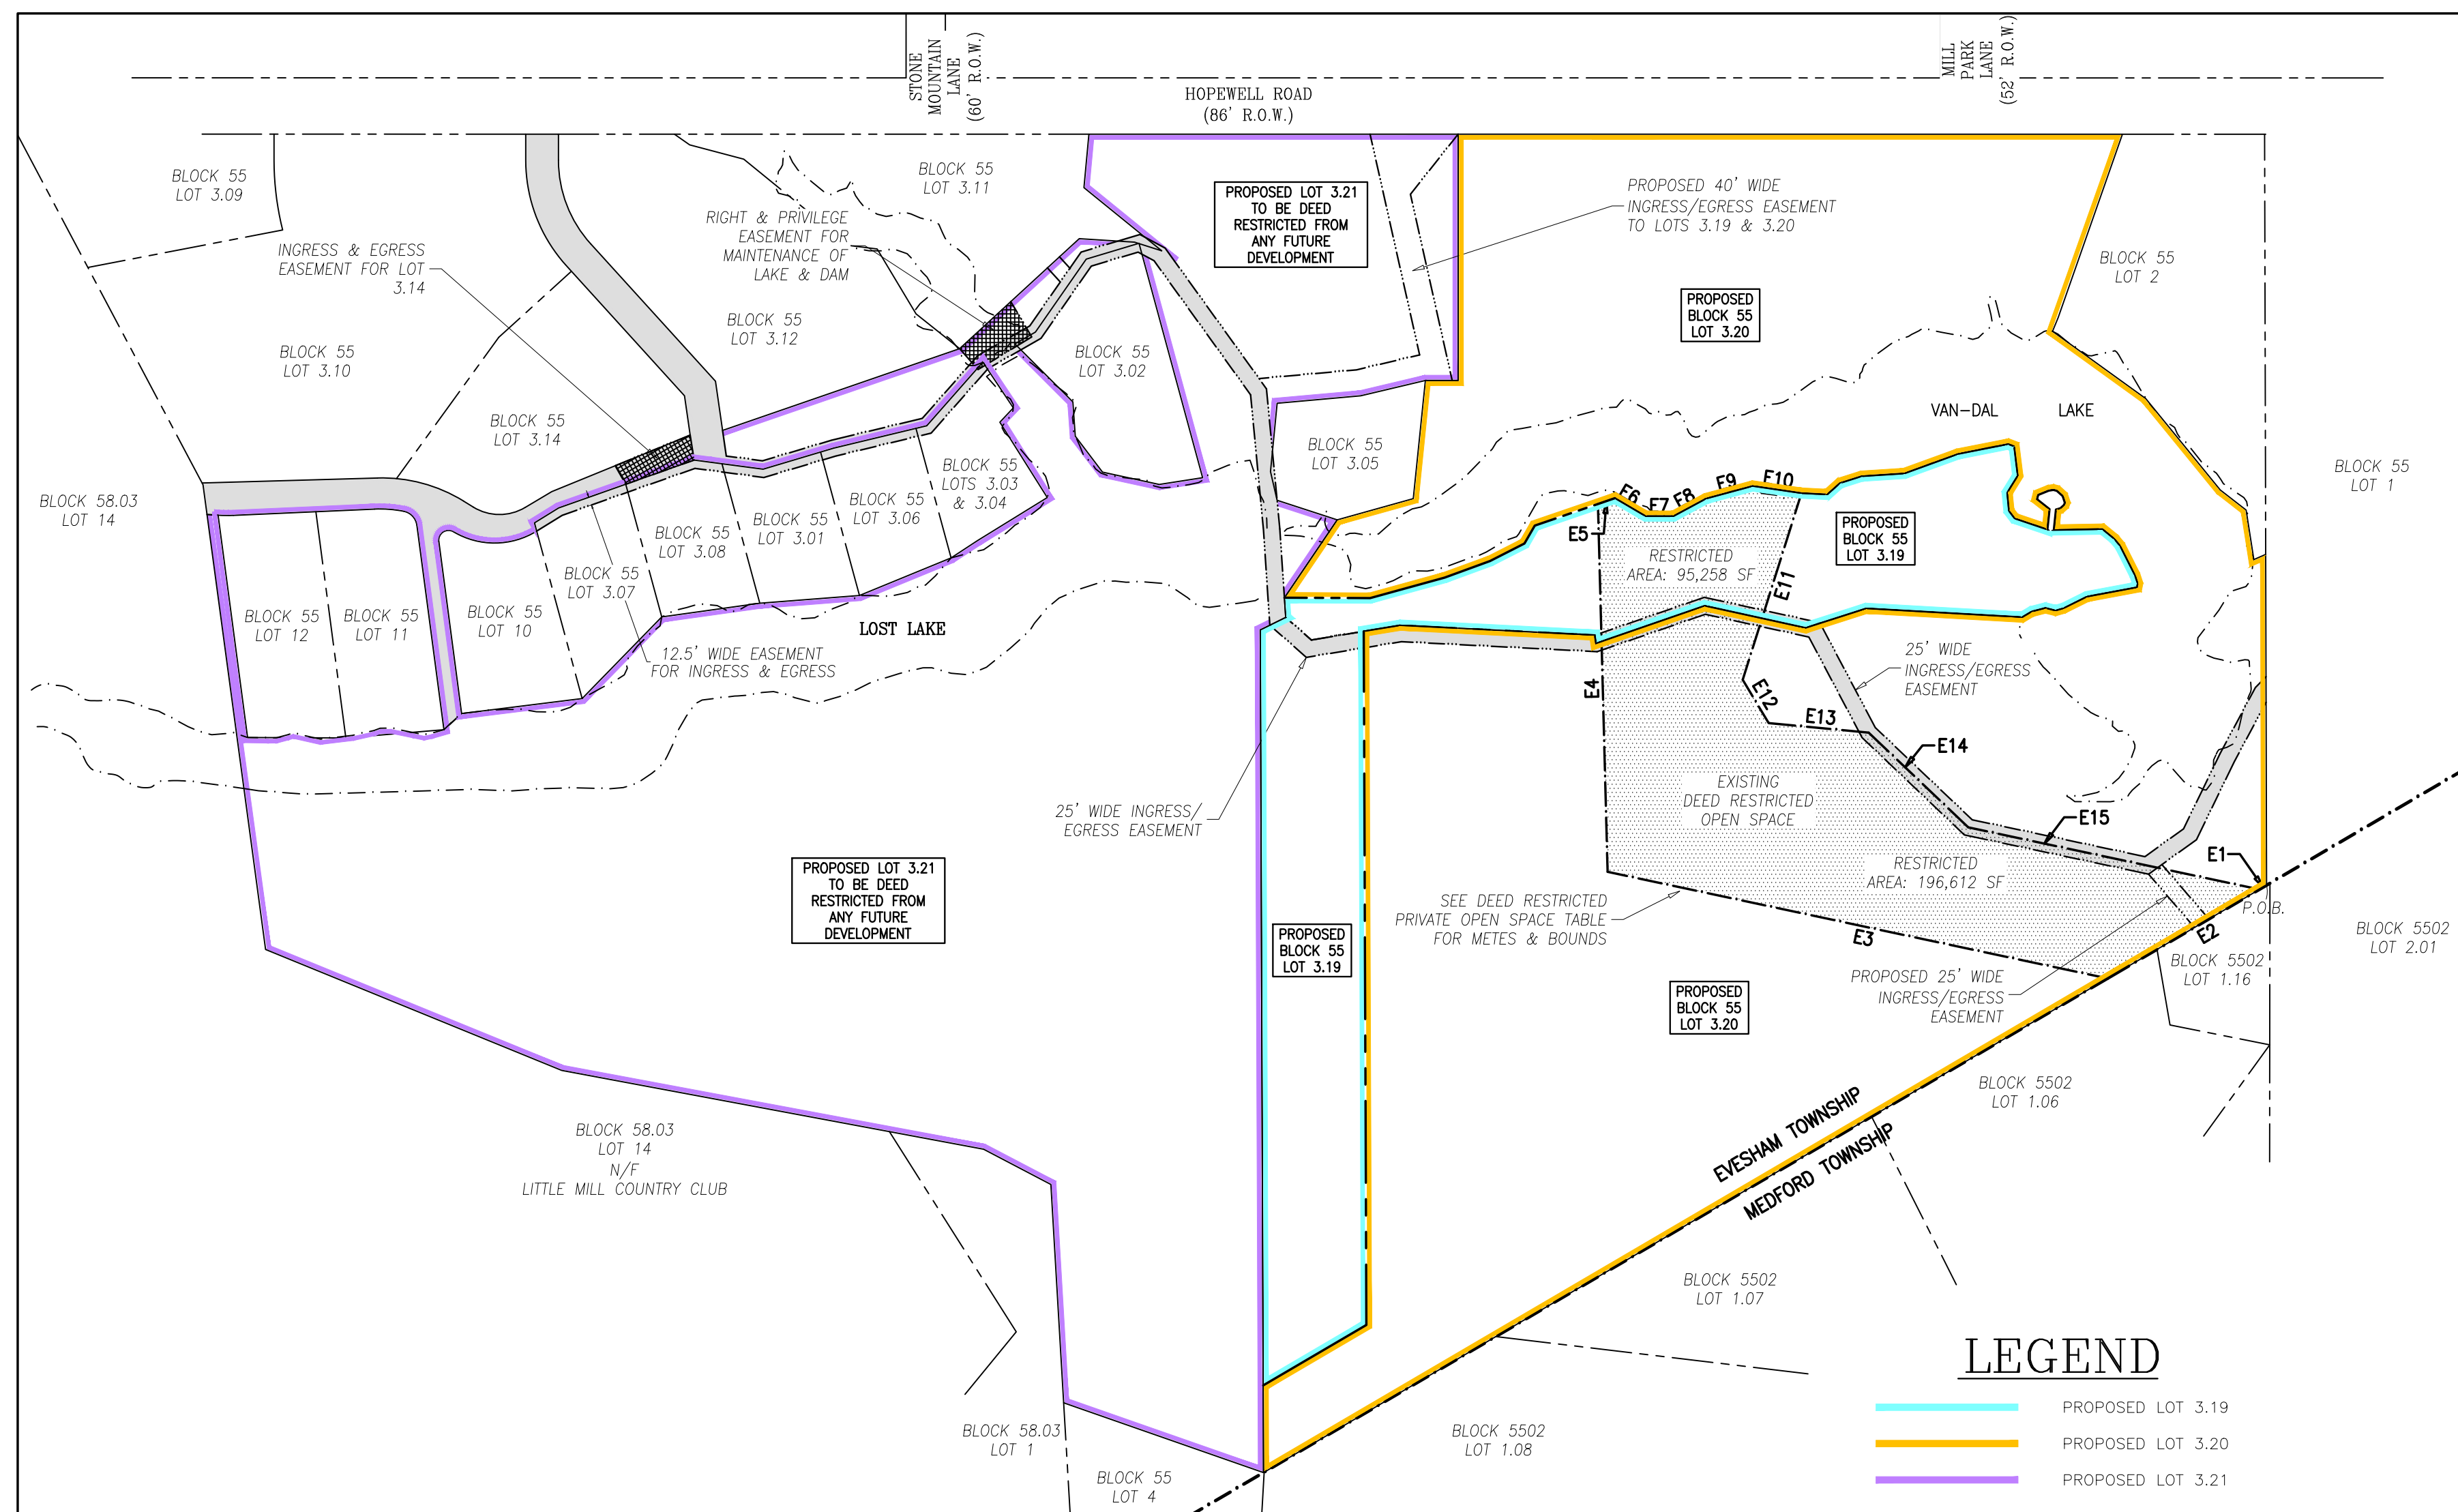 STONE
MOUNTAIN
LANE
(60' R.O.W.)
MILL
PARK
LANE
(52' R.O.W.)
HOPEWELL ROAD
(86' R.O.W.)
BLOCK 55
LOT 3.09
BLOCK 55
LOT 3.11
PROPOSED LOT 3.21
TO BE DEED
RESTRICTED FROM
ANY FUTURE
DEVELOPMENT
PROPOSED 40' WIDE
INGRESS/EGRESS EASEMENT
TO LOTS 3.19 & 3.20
RIGHT & PRIVILEGE
EASEMENT FOR
MAINTENANCE OF
LAKE & DAM
INGRESS & EGRESS
EASEMENT FOR LOT
3.14
BLOCK 55
LOT 2
PROPOSED
BLOCK 55
LOT 3.20
BLOCK 55
LOT 3.12
BLOCK 55
LOT 3.10
BLOCK 55
LOT 3.02
VAN-DAL LAKE
BLOCK 55
LOT 3.14
BLOCK 55
LOT 3.05
BLOCK 55
LOT 1
BLOCK 55
LOTS 3.03
& 3.04
BLOCK 55
LOT 3.06
BLOCK 55
LOT 3.01
BLOCK 55
LOT 3.08
BLOCK 55
LOT 3.07
BLOCK 58.03
LOT 14
E5
E6
E7
E8
E9
E10
E11
RESTRICTED
AREA: 95,258 SF
PROPOSED
BLOCK 55
LOT 3.19
BLOCK 55
LOT 12
BLOCK 55
LOT 11
BLOCK 55
LOT 10
LOST LAKE
12.5' WIDE EASEMENT
FOR INGRESS & EGRESS
25' WIDE
INGRESS/EGRESS
EASEMENT
E4
E12
E13
E14
EXISTING
DEED RESTRICTED
OPEN SPACE
25' WIDE INGRESS/
EGRESS EASEMENT
E15
E1
RESTRICTED
AREA: 196,612 SF
P.O.B.
PROPOSED LOT 3.21
TO BE DEED
RESTRICTED FROM
ANY FUTURE
DEVELOPMENT
SEE DEED RESTRICTED
PRIVATE OPEN SPACE TABLE
FOR METES & BOUNDS
E3
E2
PROPOSED
BLOCK 55
LOT 3.19
BLOCK 5502
LOT 2.01
BLOCK 5502
LOT 1.16
PROPOSED 25' WIDE
INGRESS/EGRESS
EASEMENT
PROPOSED
BLOCK 55
LOT 3.20
BLOCK 5502
LOT 1.06
EVESHAM TOWNSHIP
MEDFORD TOWNSHIP
BLOCK 58.03
LOT 14
N/F
LITTLE MILL COUNTRY CLUB
BLOCK 5502
LOT 1.07
BLOCK 58.03
LOT 1
BLOCK 5502
LOT 1.08
BLOCK 55
LOT 4
LEGEND
PROPOSED LOT 3.19
PROPOSED LOT 3.20
PROPOSED LOT 3.21